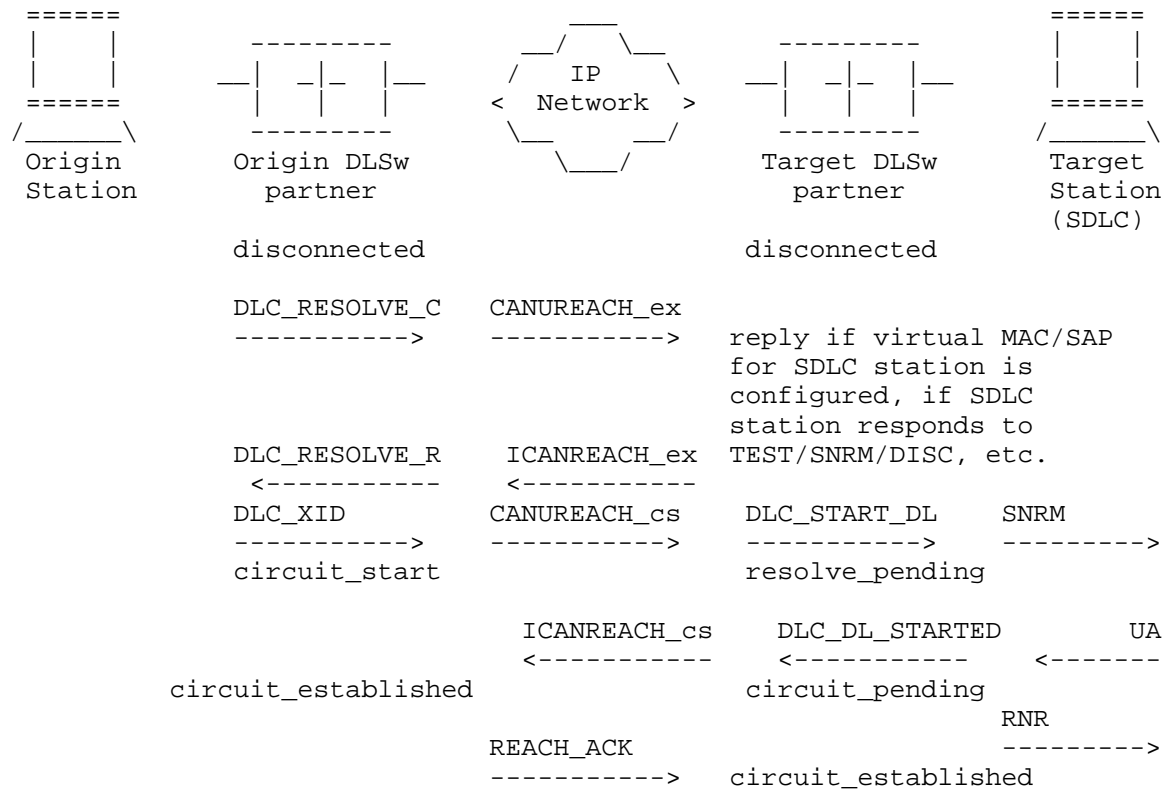 IP
Network
Origin Station
Origin DLSw partner
Target DLSw partner
Target Station (SDLC)
disconnected disconnected
DLC_RESOLVE_C CANUREACH_ex
reply if virtual MAC/SAP
for SDLC station is
configured, if SDLC
station responds to
TEST/SNRM/DISC, etc.
DLC_RESOLVE_R ICANREACH_ex
DLC_XID CANUREACH_cs DLC_START_DL SNRM
circuit_start resolve_pending
ICANREACH_cs DLC_DL_STARTED UA
circuit_established circuit_pending
RNR
REACH_ACK
circuit_established